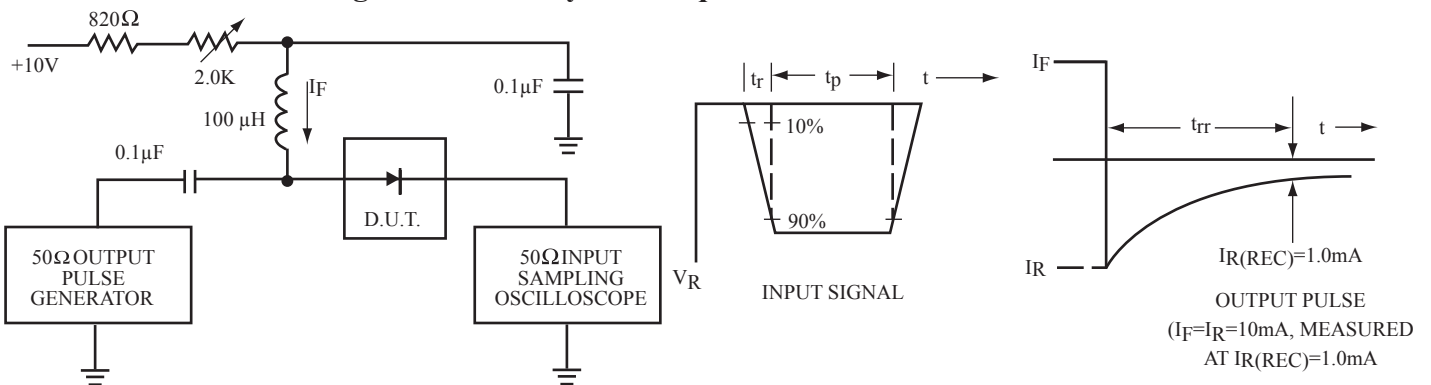 820Ω
+10V
2.0K
100 µH
IF
0.1µF
0.1µF
D.U.T.
50Ω OUTPUT
PULSE
GENERATOR
50Ω INPUT
SAMPLING
OSCILLOSCOPE
tr
tp
t
10%
90%
VR
INPUT SIGNAL
IF
trr
t
IR
IR(REC)=1.0mA
OUTPUT PULSE
(IF=IR=10mA, MEASURED
AT IR(REC)=1.0mA